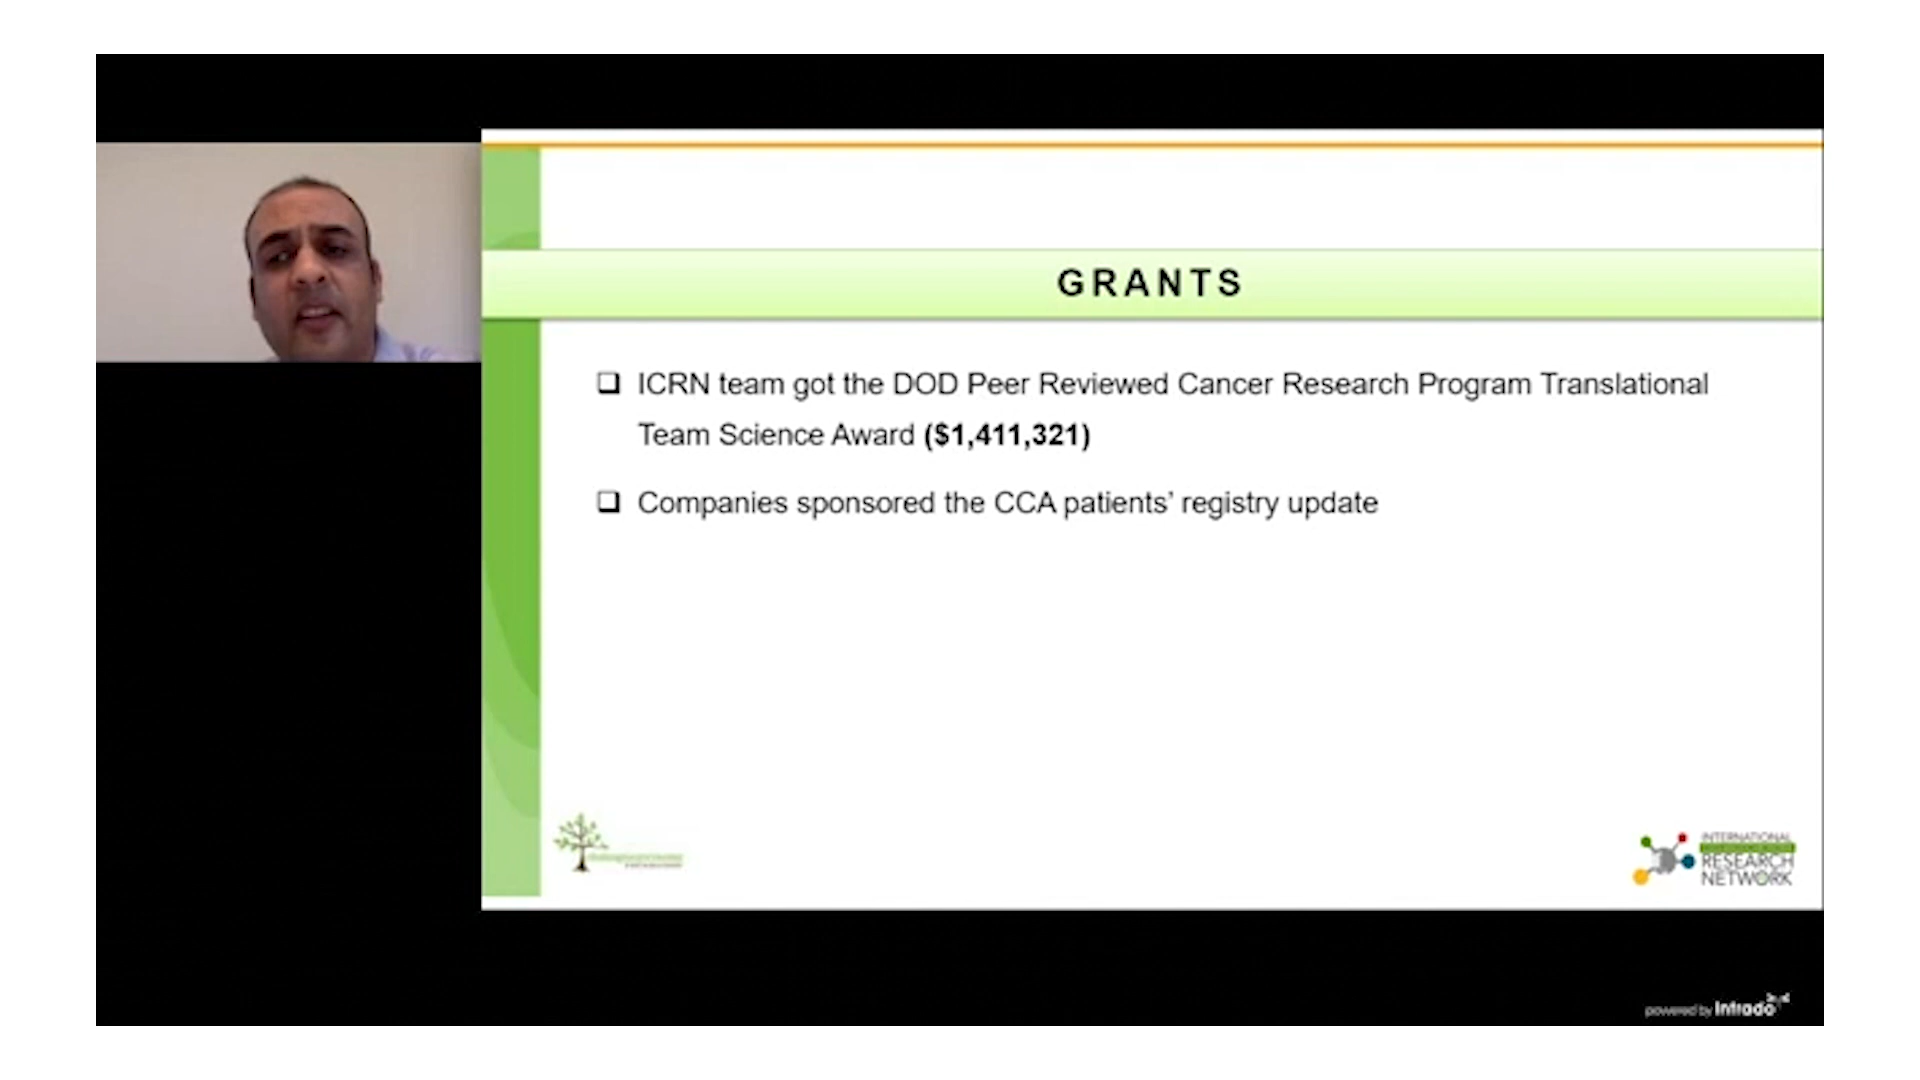 GRANTS
❑ ICRN team got the DOD Peer Reviewed Cancer Research Program Translational
Team Science Award ($1,411,321)
❑ Companies sponsored the CCA patients’ registry update
INTERNATIONAL
RESEARCH
NETWORK
powered by intrado